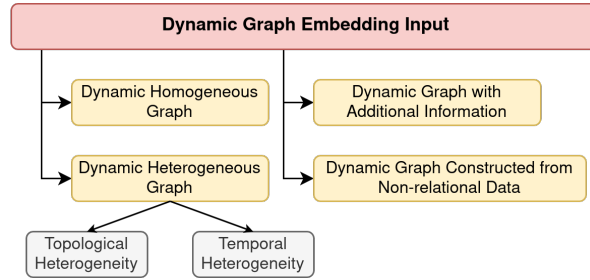 Dynamic Graph Embedding Input
Dynamic Homogeneous
Graph
Dynamic Graph with
Additional Information
Dynamic Heterogeneous
Graph
Dynamic Graph Constructed from
Non-relational Data
Topological
Heterogeneity
Temporal
Heterogeneity